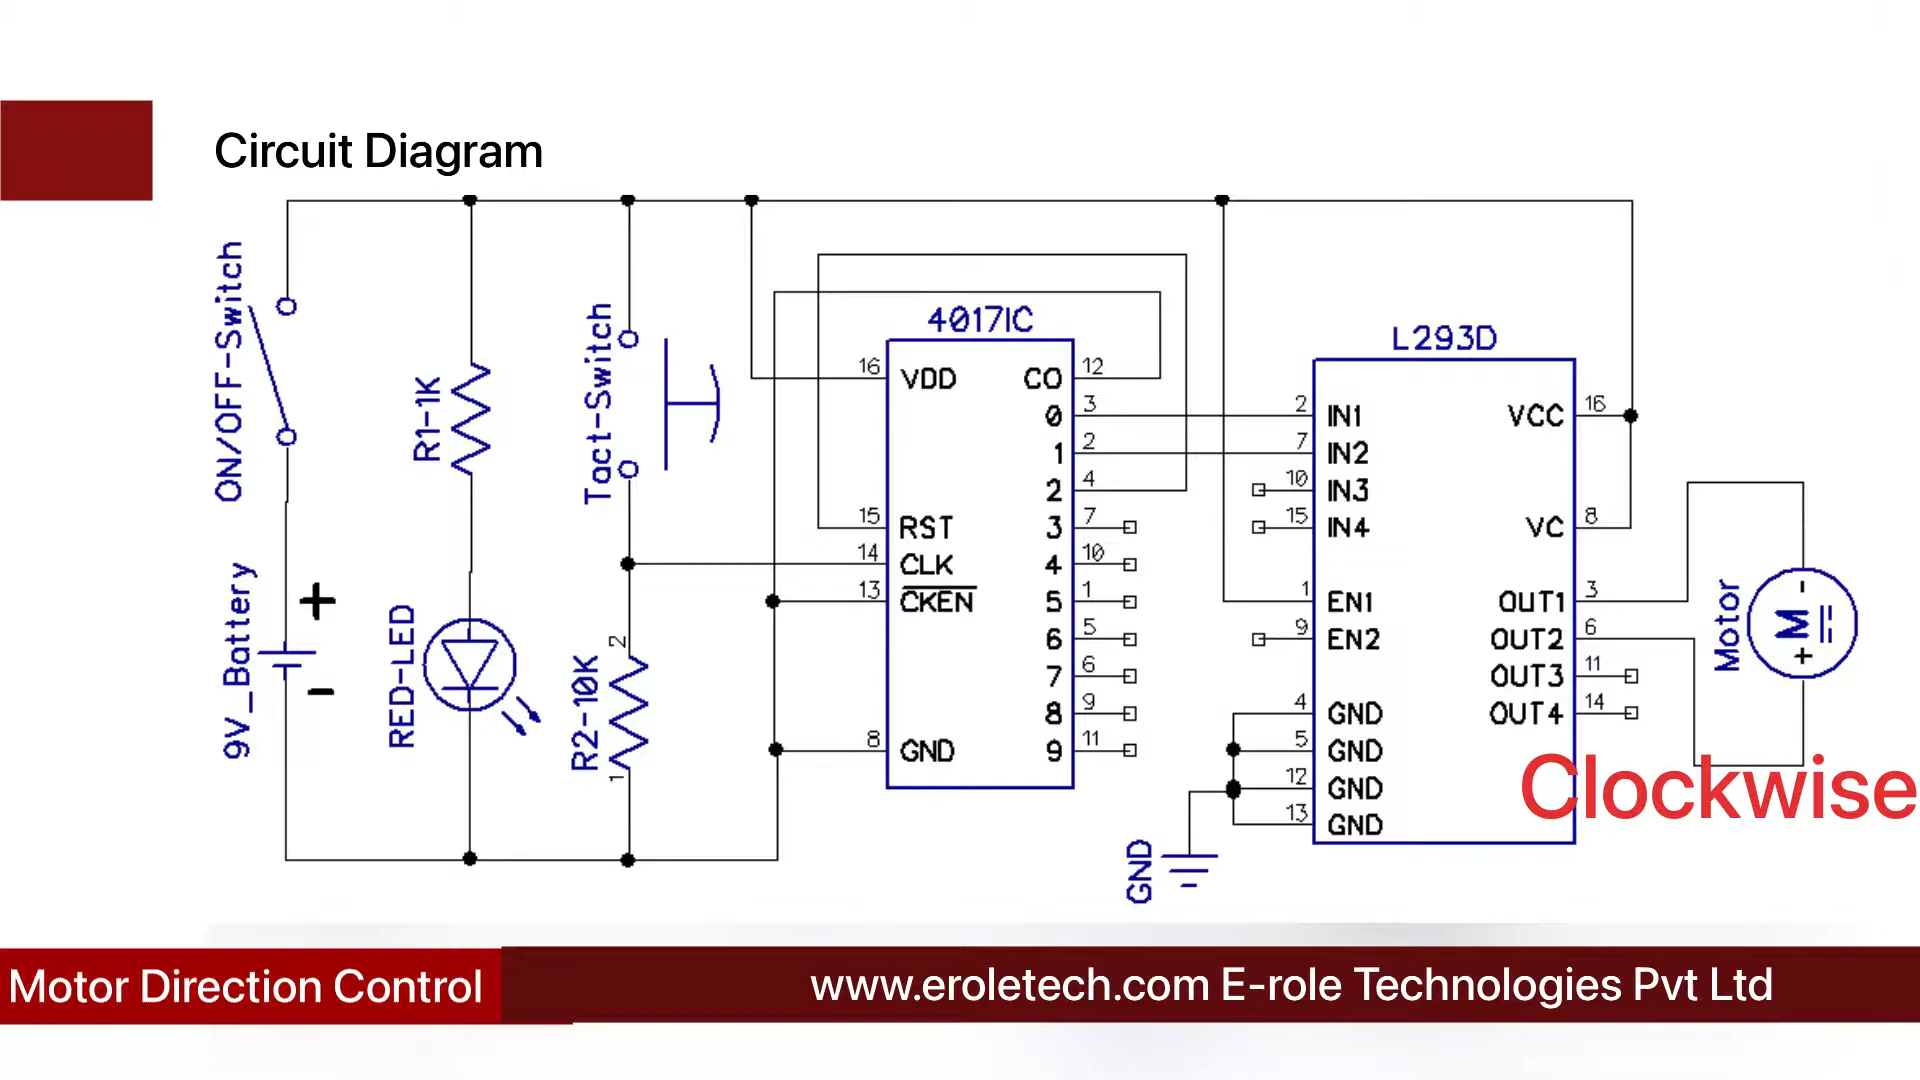 Circuit Diagram
ON/OFF-Switch
9V_Battery
+
-
R1-1K
RED-LED
Tact-Switch
R2-10K
2
1
4017IC
16 VDD
15 RST
14 CLK
13 CKEN
8 GND
CO 12
0 3
1 2
2 4
3 7
4 10
5 1
6 5
7 6
8 9
9 11
L293D
2 IN1
7 IN2
10 IN3
15 IN4
1 EN1
9 EN2
4 GND
5 GND
12 GND
13 GND
VCC 16
VC 8
OUT1 3
OUT2 6
OUT3 11
OUT4 14
GND
Motor
-
M
+
Clockwise
Motor Direction Control
www.eroletech.com E-role Technologies Pvt Ltd